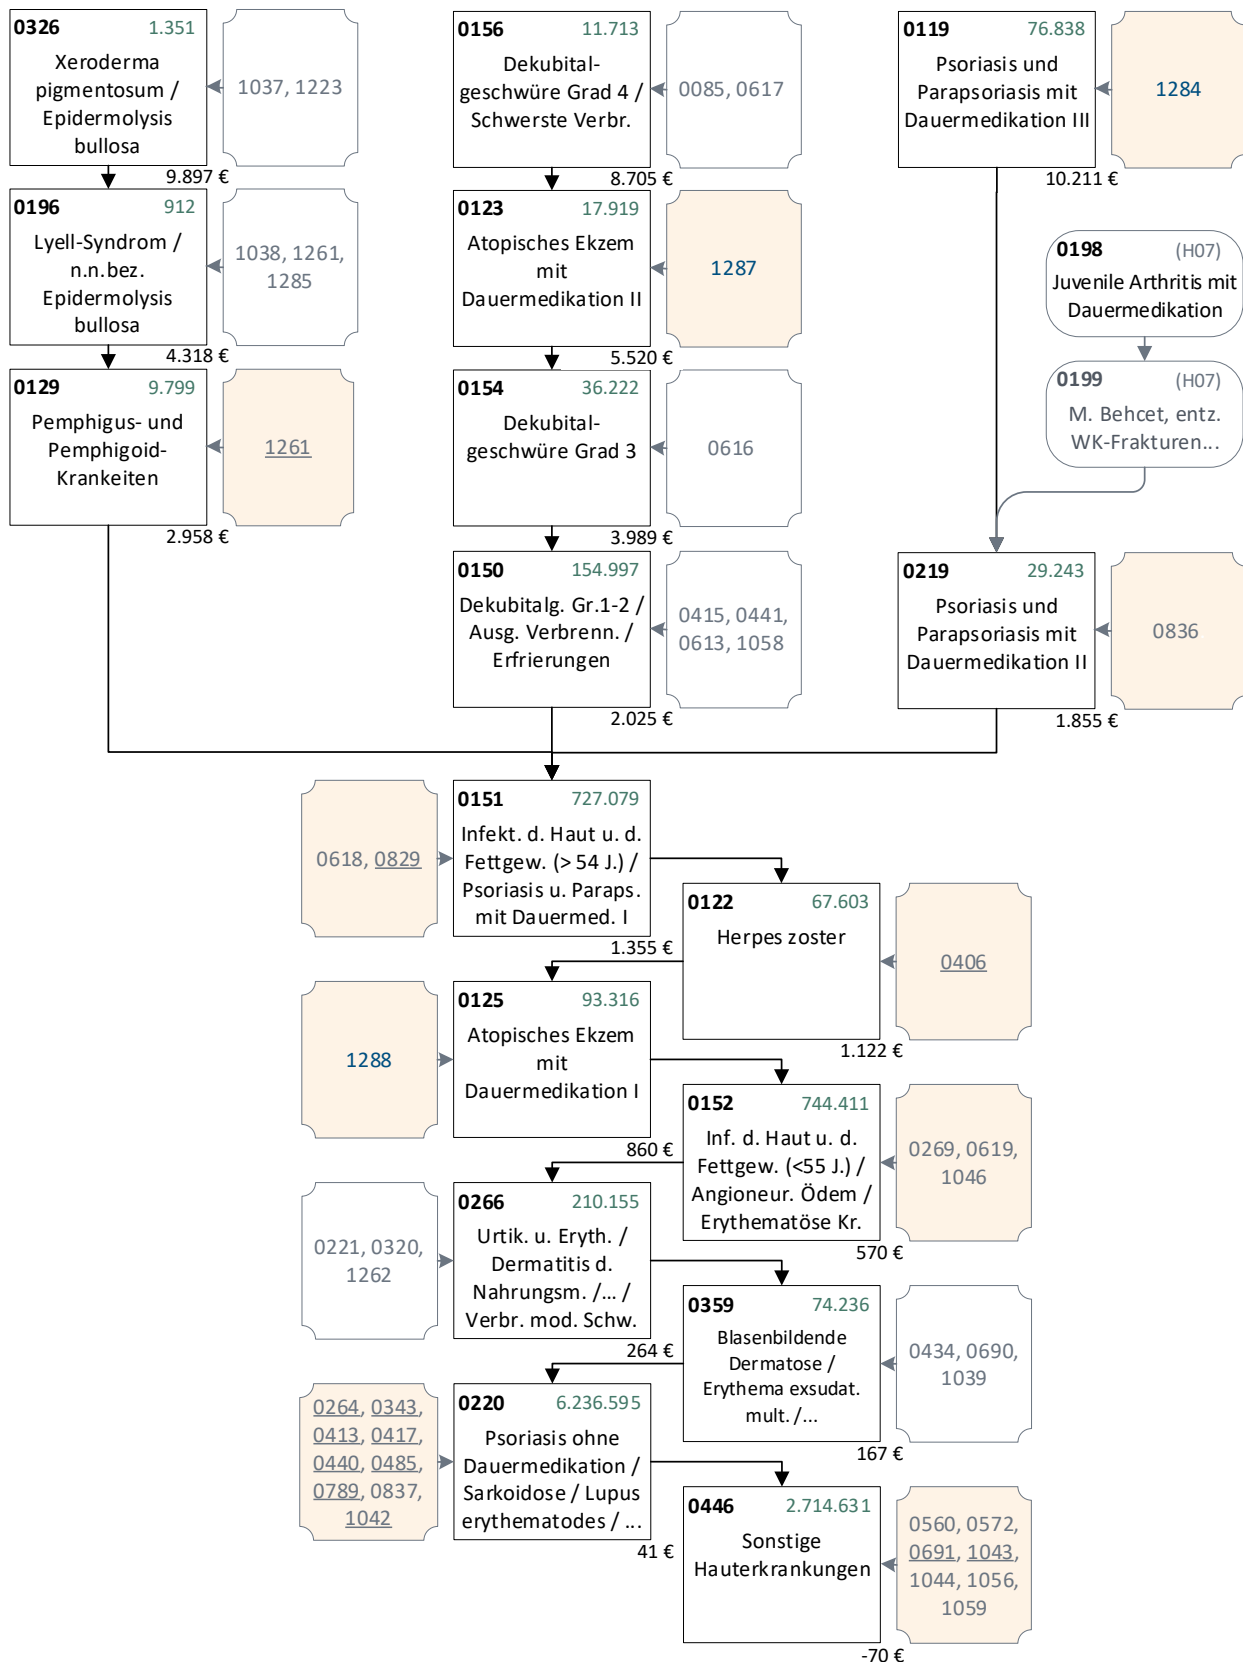 0326 1.351
Xeroderma
pigmentosum /
Epidermolysis
bullosa
1037, 1223
9.897 €
0196 912
Lyell-Syndrom /
n.n.bez.
Epidermolysis
bullosa
1038, 1261,
1285
4.318 €
0129 9.799
Pemphigus- und
Pemphigoid-
Krankeiten
1261
2.958 €
0156 11.713
Dekubital-
geschwüre Grad 4 /
Schwerste Verbr.
0085, 0617
8.705 €
0123 17.919
Atopisches Ekzem
mit
Dauermedikation II
1287
5.520 €
0154 36.222
Dekubital-
geschwüre Grad 3
0616
3.989 €
0150 154.997
Dekubitalg. Gr.1-2 /
Ausg. Verbrenn. /
Erfrierungen
0415, 0441,
0613, 1058
2.025 €
0119 76.838
Psoriasis und
Parapsoriasis mit
Dauermedikation III
1284
10.211 €
0198 (H07)
Juvenile Arthritis mit
Dauermedikation
0199 (H07)
M. Behcet, entz.
WK-Frakturen...
0219 29.243
Psoriasis und
Parapsoriasis mit
Dauermedikation II
0836
1.855 €
0151 727.079
Infekt. d. Haut u. d.
Fettgew. (> 54 J.) /
Psoriasis u. Paraps.
mit Dauermed. I
0618, 0829
1.355 €
0122 67.603
Herpes zoster
0406
1.122 €
0125 93.316
Atopisches Ekzem
mit
Dauermedikation I
1288
860 €
0152 744.411
Inf. d. Haut u. d.
Fettgew. (<55 J.) /
Angioneur. Ödem /
Erythematöse Kr.
0269, 0619,
1046
570 €
0266 210.155
Urtik. u. Eryth. /
Dermatitis d.
Nahrungsm. /... /
Verbr. mod. Schw.
0221, 0320,
1262
264 €
0359 74.236
Blasenbildende
Dermatose /
Erythema exsudat.
mult. /...
0434, 0690,
1039
167 €
0220 6.236.595
Psoriasis ohne
Dauermedikation /
Sarkoidose / Lupus
erythematodes / ...
0264, 0343,
0413, 0417,
0440, 0485,
0789, 0837,
1042
41 €
0446 2.714.631
Sonstige
Hauterkrankungen
0560, 0572,
0691, 1043,
1044, 1056,
1059
-70 €